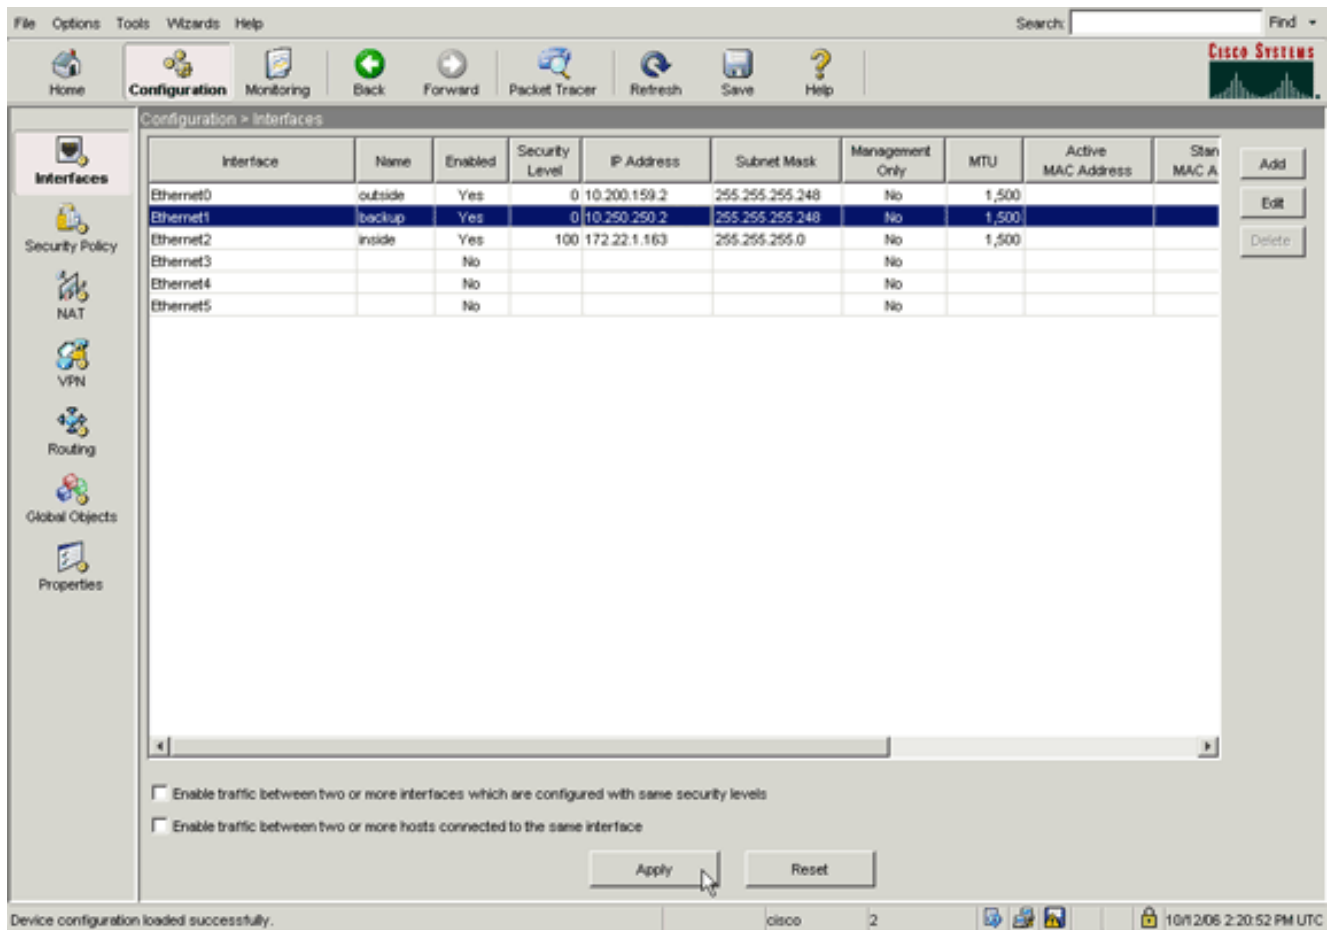 File Options Tools Wizards Help Search: Find
Home Configuration Monitoring Back Forward Packet Tracer Refresh Save Help CISCO SYSTEMS
Configuration > Interfaces
Interfaces
Security Policy
NAT
VPN
Routing
Global Objects
Properties
Interface Name Enabled Security Level IP Address Subnet Mask Management Only MTU Active MAC Address Stan MAC A
Ethernet0 outside Yes 0 10.200.159.2 255.255.255.248 No 1,500
Ethernet1 backup Yes 0 10.250.250.2 255.255.255.248 No 1,500
Ethernet2 inside Yes 100 172.22.1.163 255.255.255.0 No 1,500
Ethernet3 No No
Ethernet4 No No
Ethernet5 No No
Add
Edit
Delete
Enable traffic between two or more interfaces which are configured with same security levels
Enable traffic between two or more hosts connected to the same interface
Apply Reset
Device configuration loaded successfully. cisco 2 10/12/06 2:20:52 PM UTC